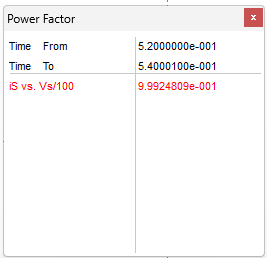 Power Factor x
Time From 5.2000000e-001
Time To 5.4000100e-001
iS vs. Vs/100 9.9924809e-001